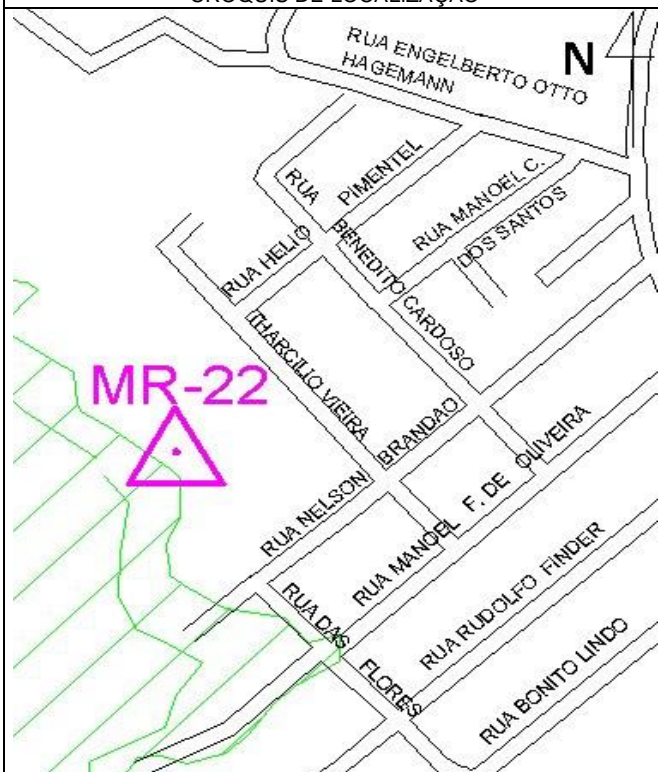 CROQUIS DE LOCALIZAÇÃO
RUA ENGELBERTO OTTO
HAGEMANN
N
RUA HELIO PIMENTEL
RUA BENEDITO CARDOSO
RUA MANOEL C.
DOS SANTOS
THARCILIO VIEIRA
MR-22
RUA NELSON BRANDAO
RUA MANOEL F. DE OLIVEIRA
RUA DAS FLORES
RUA RUDOLFO FINDER
RUA BONITO LINDO